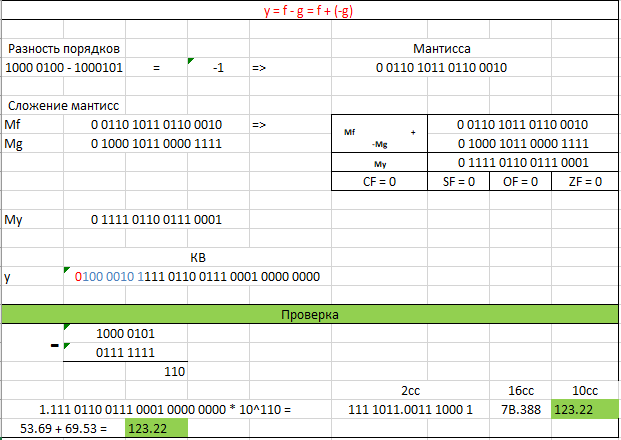 y = f - g = f + (-g)
Разность порядков Мантисса
1000 0100 - 1000101 = -1 => 0 0110 1011 0110 0010
Сложение мантисс
Mf 0 0110 1011 0110 0010 => Mf + 0 0110 1011 0110 0010
Mg 0 1000 1011 0000 1111 -Mg 0 1000 1011 0000 1111
My 0 1111 0110 0111 0001
CF = 0 SF = 0 OF = 0 ZF = 0
My 0 1111 0110 0111 0001
КВ
y 0100 0010 1111 0110 0111 0001 0000 0000
Проверка
1000 0101
-
0111 1111
110
2сс 16сс 10сс
1.111 0110 0111 0001 0000 0000 * 10^110 = 111 1011.0011 1000 1 7B.388 123.22
53.69 + 69.53 = 123.22